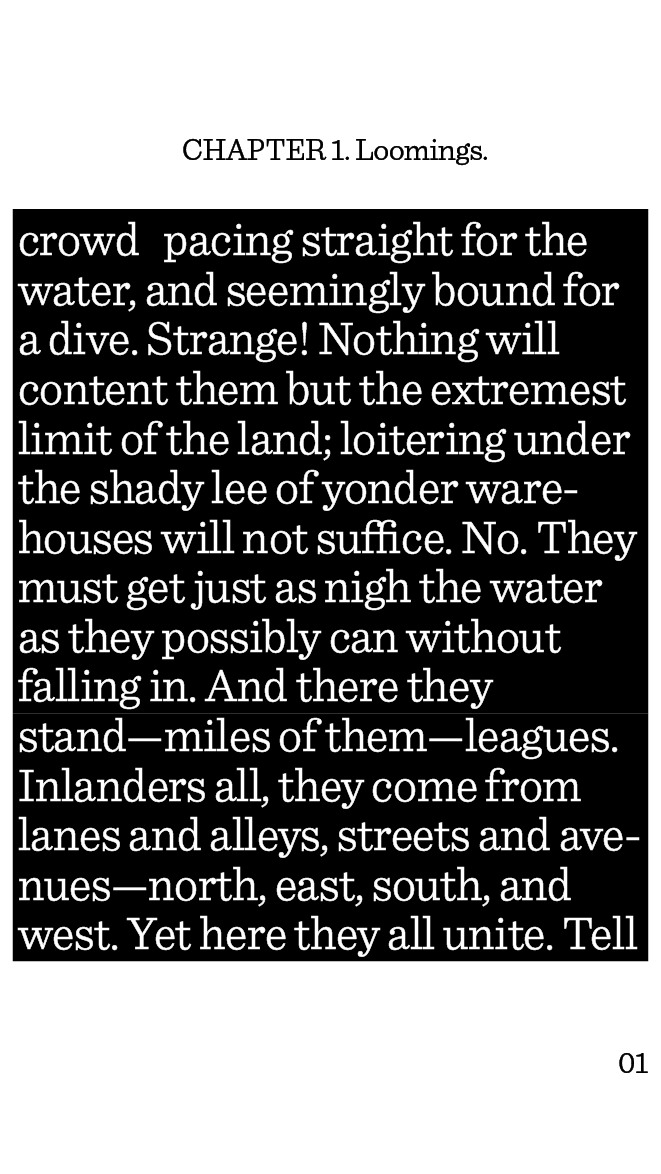 CHAPTER 1. Loomings.
crowd pacing straight for the
water, and seemingly bound for
a dive. Strange! Nothing will
content them but the extremest
limit of the land; loitering under
the shady lee of yonder ware-
houses will not suffice. No. They
must get just as nigh the water
as they possibly can without
falling in. And there they
stand—miles of them—leagues.
Inlanders all, they come from
lanes and alleys, streets and ave-
nues—north, east, south, and
west. Yet here they all unite. Tell
01